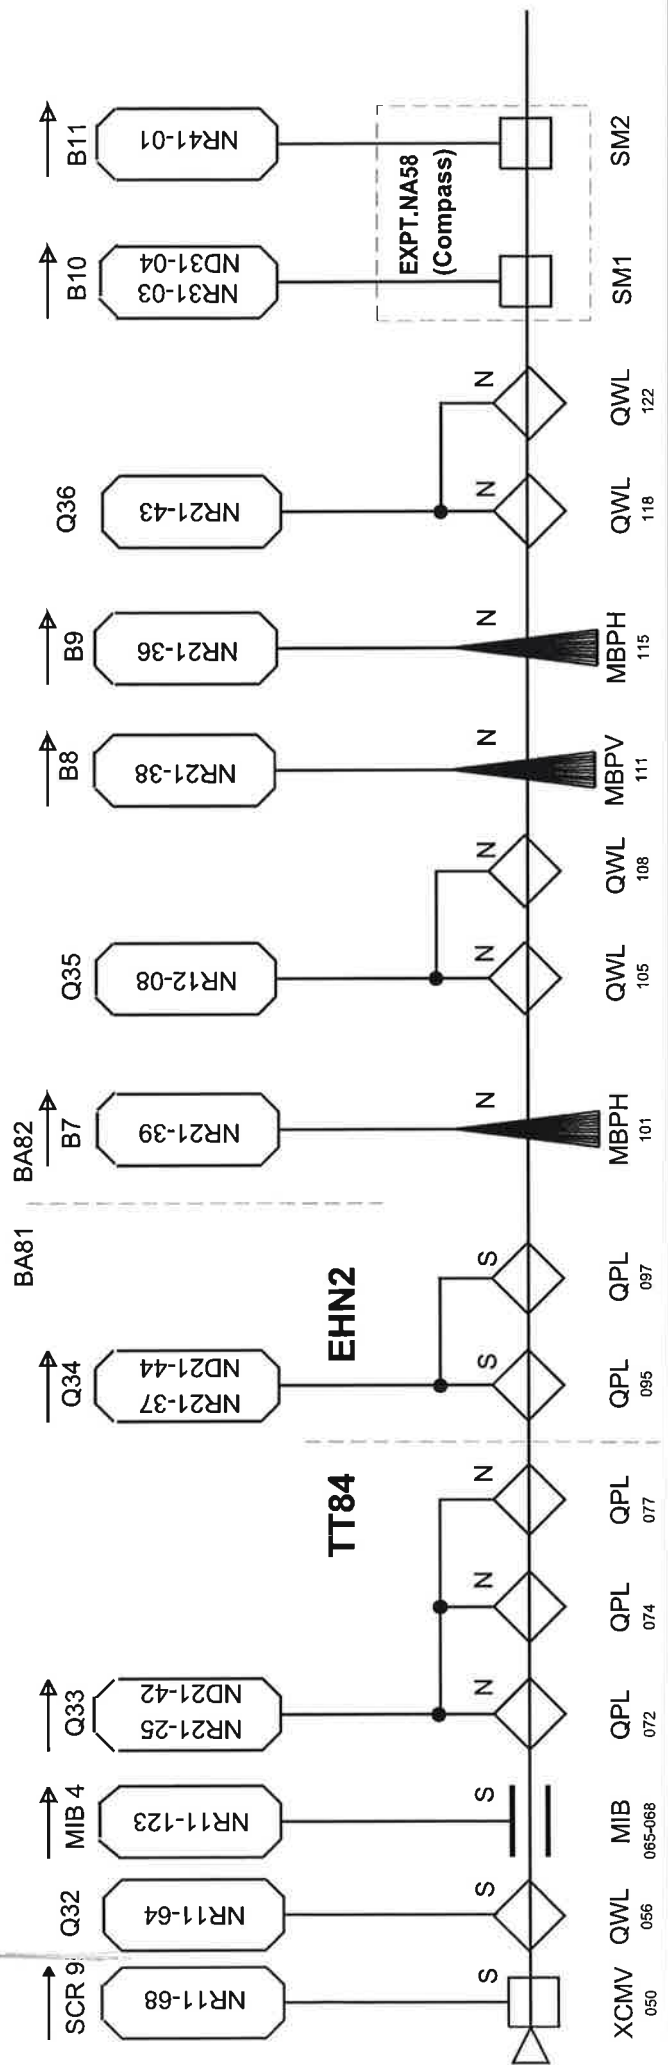 BA81
BA82
SCR 9
Q32
MIB 4
Q33
Q34
B7
Q35
B8
B9
Q36
B10
B11
NR11-68
NR11-64
NR11-123
NR21-25
ND21-42
NR21-37
ND21-44
NR21-39
NR12-08
NR21-38
NR21-36
NR21-43
NR31-03
ND31-04
NR41-01
TT84
EHN2
EXPT.NA58
(Compass)
S
S
S
N
N
N
S
S
N
N
N
N
N
N
N
XCMV
050
QWL
056
MIB
065-068
QPL
072
QPL
074
QPL
077
QPL
095
QPL
097
MBPH
101
QWL
105
QWL
108
MBPV
111
MBPH
115
QWL
118
QWL
122
SM1
SM2